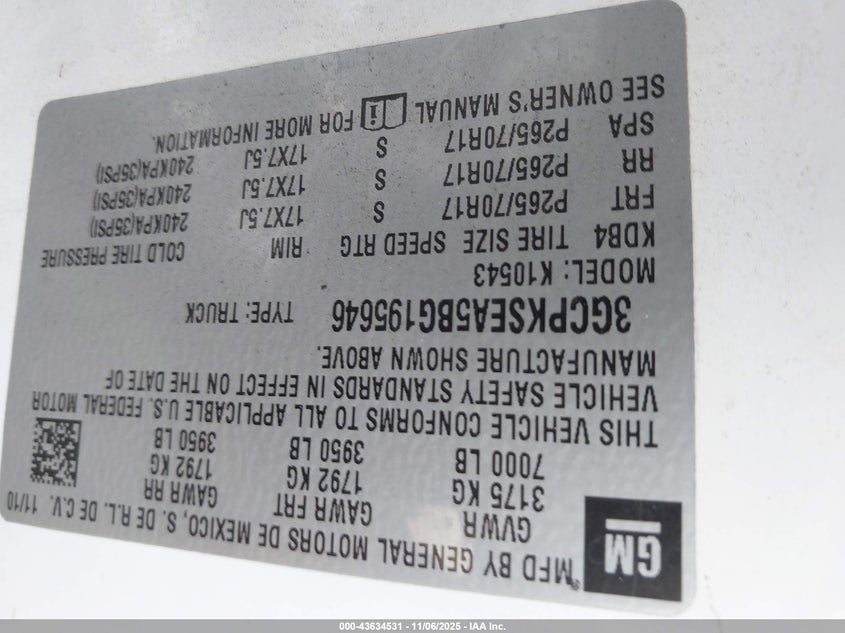 GM
MFD BY GENERAL MOTORS DE MEXICO, S. DE R.L. DE C.V. 11/10
GVWR GAWR FRT GAWR RR
3175 KG 1792 KG 1792 KG
7000 LB 3950 LB 3950 LB
THIS VEHICLE CONFORMS TO ALL APPLICABLE U.S. FEDERAL MOTOR
VEHICLE SAFETY STANDARDS IN EFFECT ON THE DATE OF
MANUFACTURE SHOWN ABOVE.
3GCPKSEA5BG195646 TYPE: TRUCK
MODEL: K10543
KDB4 TIRE SIZE SPEED RTG RIM COLD TIRE PRESSURE
FRT P265/70R17 S 17X7.5J 240KPA(35PSI)
RR P265/70R17 S 17X7.5J 240KPA(35PSI)
SPA P265/70R17 S 17X7.5J 240KPA(35PSI)
SEE OWNER'S MANUAL i FOR MORE INFORMATION.
000-43634531 - 11/06/2025 - IAA Inc.